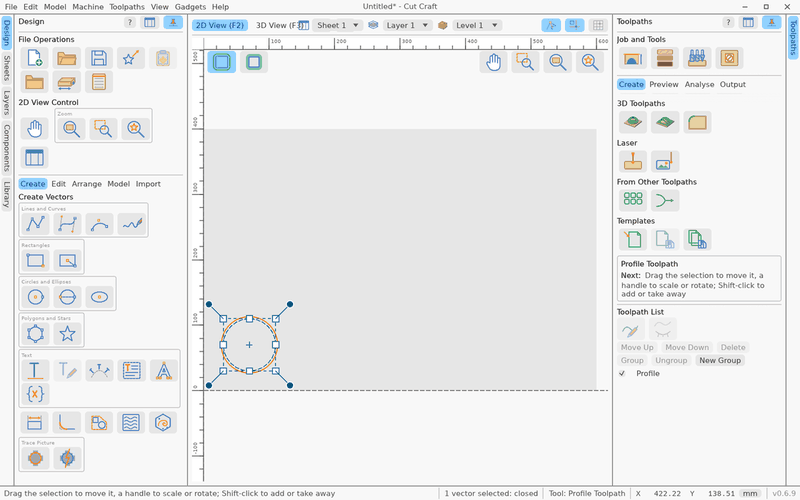 Untitled* - Cut Craft
File Edit Model Machine Toolpaths View Gadgets Help
Design
Sheets
Layers
Components
Library
Design
?
File Operations
2D View Control
Zoom
Create Edit Arrange Model Import
Create Vectors
Lines and Curves
Rectangles
Circles and Ellipses
Polygons and Stars
Text
Trace Picture
2D View (F2) 3D View (F3) Sheet 1 Layer 1 Level 1
100 200 300 400 500 600
500
400
300
200
100
0
-100
Toolpaths
?
Job and Tools
Create Preview Analyse Output
3D Toolpaths
Laser
From Other Toolpaths
Templates
Profile Toolpath
Next: Drag the selection to move it, a
handle to scale or rotate; Shift-click to
add or take away
Toolpath List
Move Up Move Down Delete
Group Ungroup New Group
Profile
Toolpaths
Drag the selection to move it, a handle to scale or rotate; Shift-click to add or take away
1 vector selected: closed
Tool: Profile Toolpath
X 422.22 Y 138.51 mm
v0.6.9